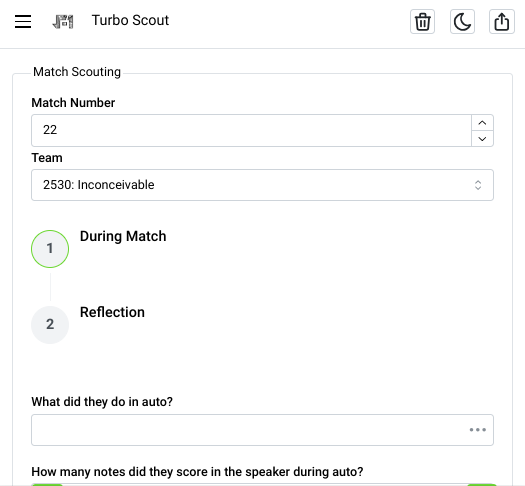 Turbo Scout
Match Scouting
Match Number
22
Team
2530: Inconceivable
1
During Match
2
Reflection
What did they do in auto?
How many notes did they score in the speaker during auto?